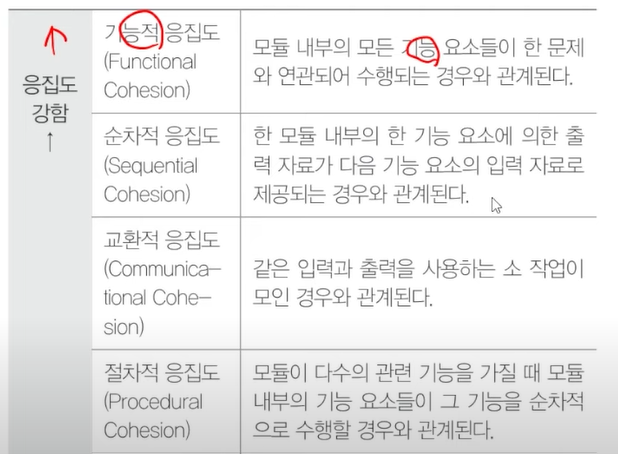 응집도
강함
↑
기능적 응집도
(Functional
Cohesion)
모듈 내부의 모든 기능 요소들이 한 문제
와 연관되어 수행되는 경우와 관계된다.
순차적 응집도
(Sequential
Cohesion)
한 모듈 내부의 한 기능 요소에 의한 출
력 자료가 다음 기능 요소의 입력 자료로
제공되는 경우와 관계된다.
교환적 응집도
(Communica–
tional Cohe–
sion)
같은 입력과 출력을 사용하는 소 작업이
모인 경우와 관계된다.
절차적 응집도
(Procedural
Cohesion)
모듈이 다수의 관련 기능을 가질 때 모듈
내부의 기능 요소들이 그 기능을 순차적
으로 수행할 경우와 관계된다.